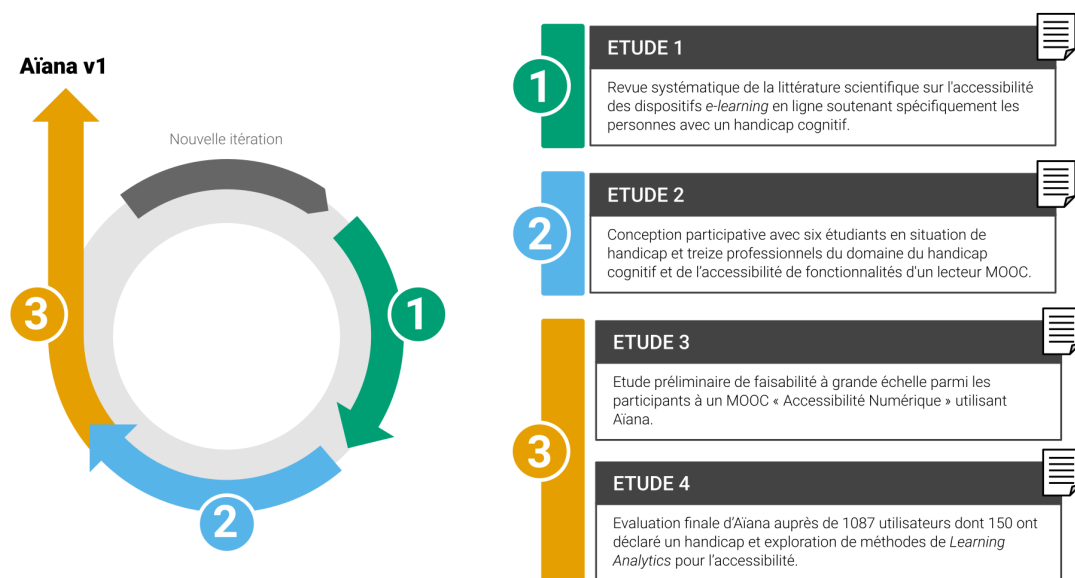 Aïana v1
Nouvelle itération
1
2
3
1
ETUDE 1
Revue systématique de la littérature scientifique sur l'accessibilité
des dispositifs e-learning en ligne soutenant spécifiquement les
personnes avec un handicap cognitif.
2
ETUDE 2
Conception participative avec six étudiants en situation de
handicap et treize professionnels du domaine du handicap
cognitif et de l'accessibilité de fonctionnalités d'un lecteur MOOC.
3
ETUDE 3
Etude préliminaire de faisabilité à grande échelle parmi les
participants à un MOOC « Accessibilité Numérique » utilisant
Aïana.
ETUDE 4
Evaluation finale d'Aïana auprès de 1087 utilisateurs dont 150 ont
déclaré un handicap et exploration de méthodes de Learning
Analytics pour l'accessibilité.